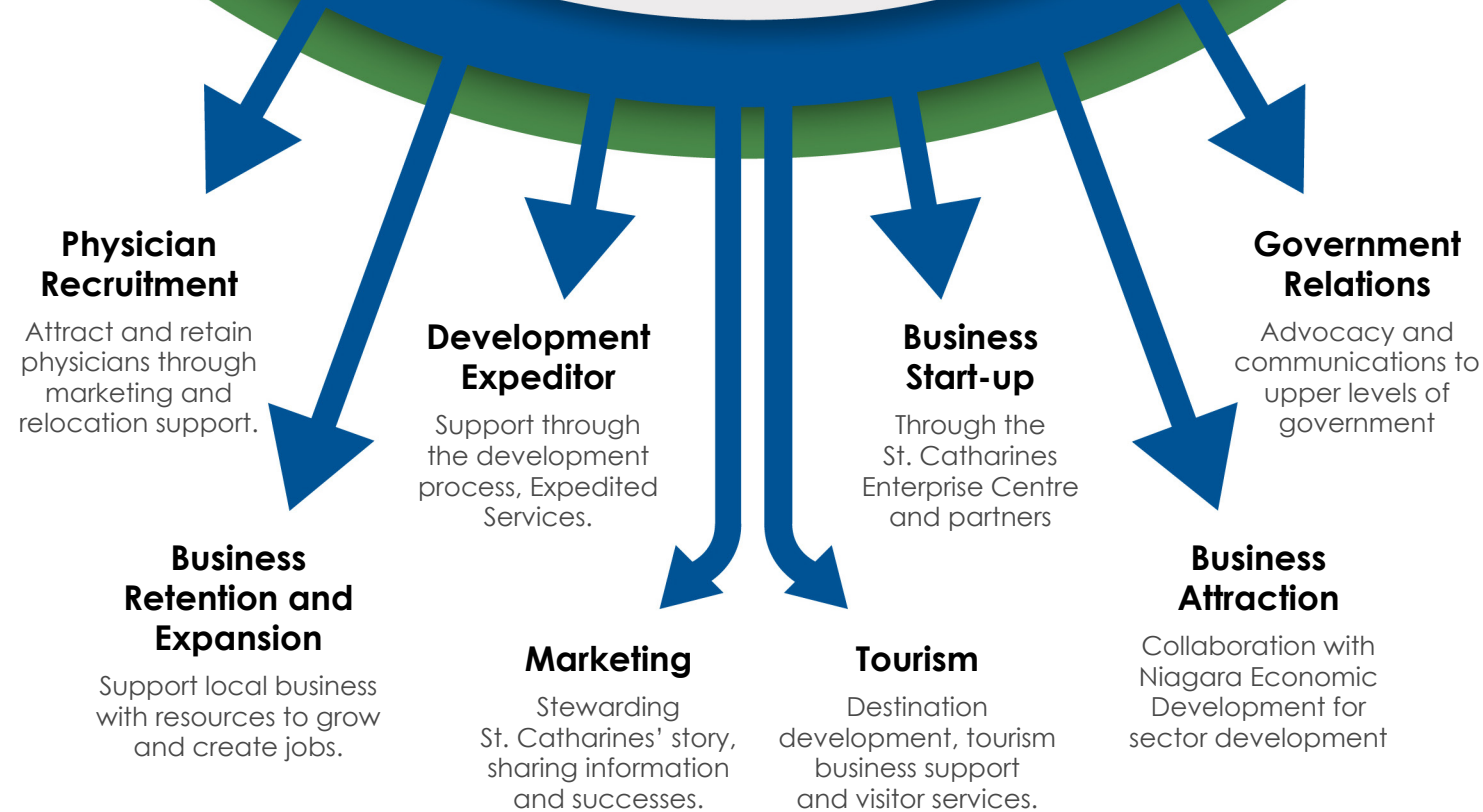 Physician
Recruitment
Attract and retain
physicians through
marketing and
relocation support.
Business
Retention and
Expansion
Support local business
with resources to grow
and create jobs.
Development
Expeditor
Support through
the development
process, Expedited
Services.
Marketing
Stewarding
St. Catharines’ story,
sharing information
and successes.
Tourism
Destination
development, tourism
business support
and visitor services.
Business
Start-up
Through the
St. Catharines
Enterprise Centre
and partners
Business
Attraction
Collaboration with
Niagara Economic
Development for
sector development
Government
Relations
Advocacy and
communications to
upper levels of
government